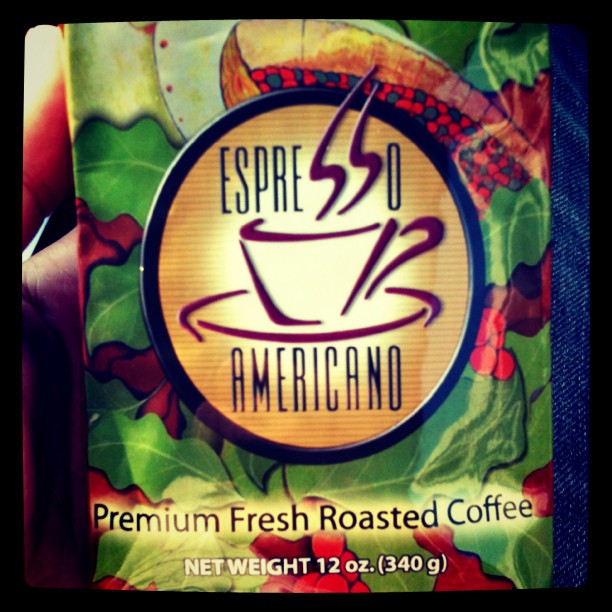 ESPRESSO
AMERICANO
Premium Fresh Roasted Coffee
NET WEIGHT 12 oz. (340 g)